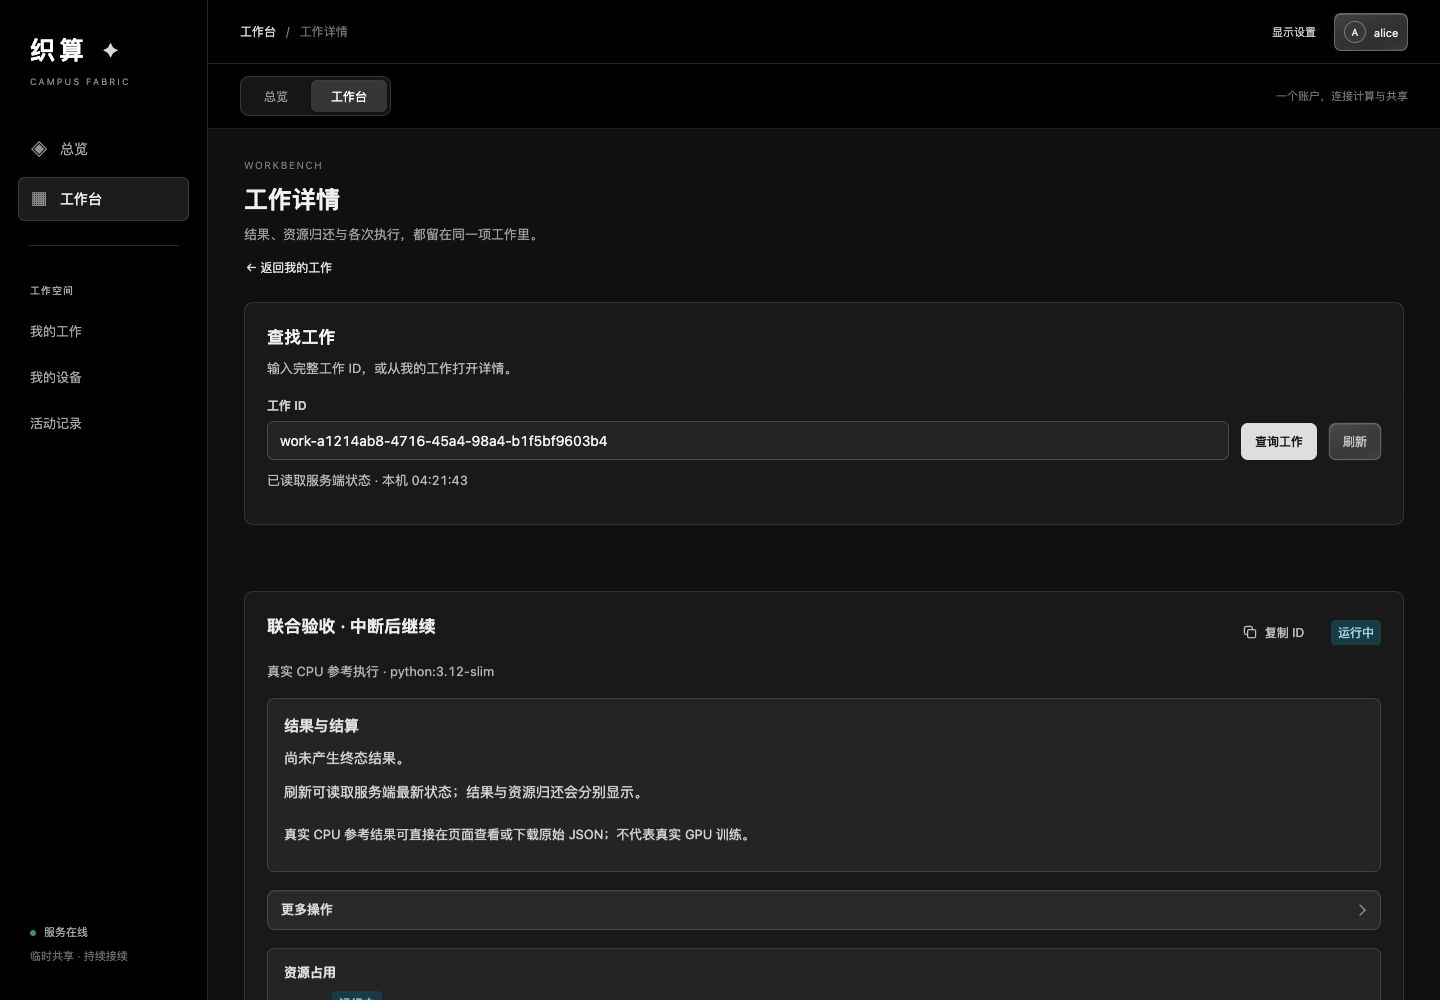 织算
CAMPUS FABRIC
总览
工作台
工作空间
我的工作
我的设备
活动记录
服务在线
临时共享 · 持续接续
工作台 / 工作详情
显示设置
A alice
总览 工作台
一个账户，连接计算与共享
WORKBENCH
工作详情
结果、资源归还与各次执行，都留在同一项工作里。
← 返回我的工作
查找工作
输入完整工作 ID，或从我的工作打开详情。
工作 ID
work-a1214ab8-4716-45a4-98a4-b1f5bf9603b4
查询工作
刷新
已读取服务端状态 · 本机 04:21:43
联合验收 · 中断后继续
复制 ID
运行中
真实 CPU 参考执行 · python:3.12-slim
结果与结算
尚未产生终态结果。
刷新可读取服务端最新状态；结果与资源归还会分别显示。
真实 CPU 参考结果可直接在页面查看或下载原始 JSON；不代表真实 GPU 训练。
更多操作
资源占用